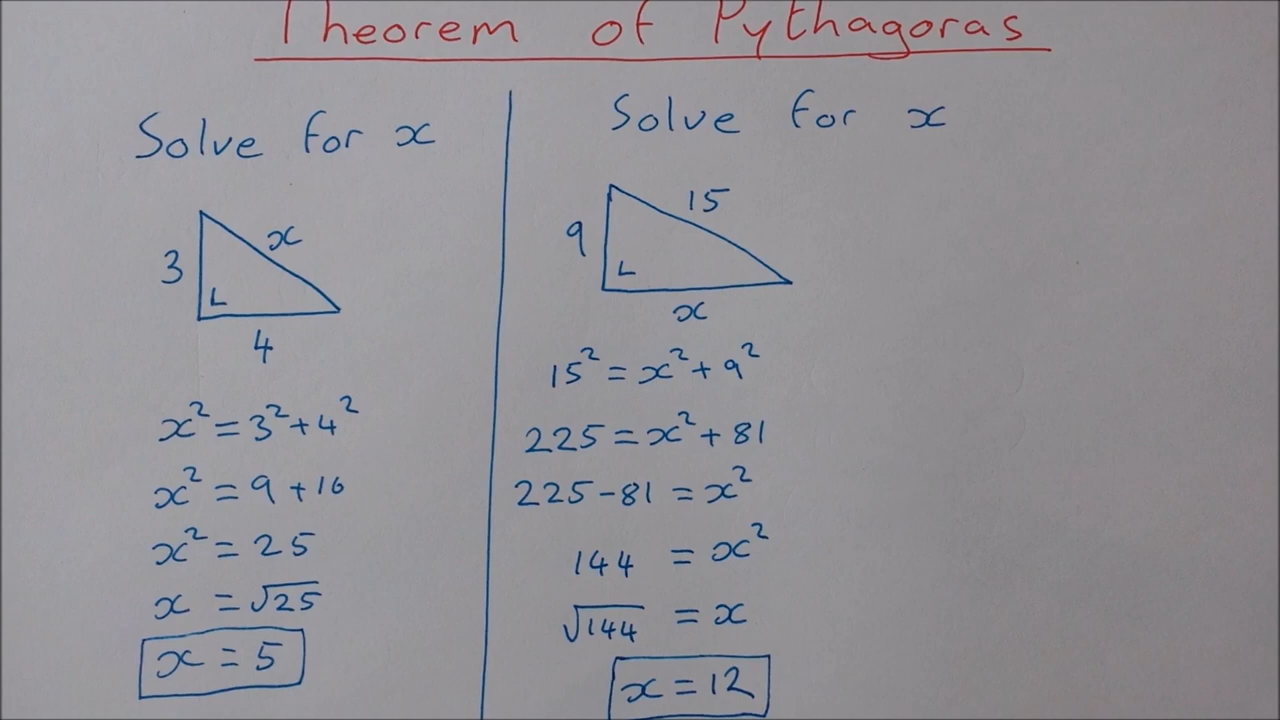 Theorem of Pythagoras
Solve for x
3
x
4
x² = 3² + 4²
x² = 9 + 16
x² = 25
x = √25
x = 5
Solve for x
15
9
x
15² = x² + 9²
225 = x² + 81
225 - 81 = x²
144 = x²
√144 = x
x = 12